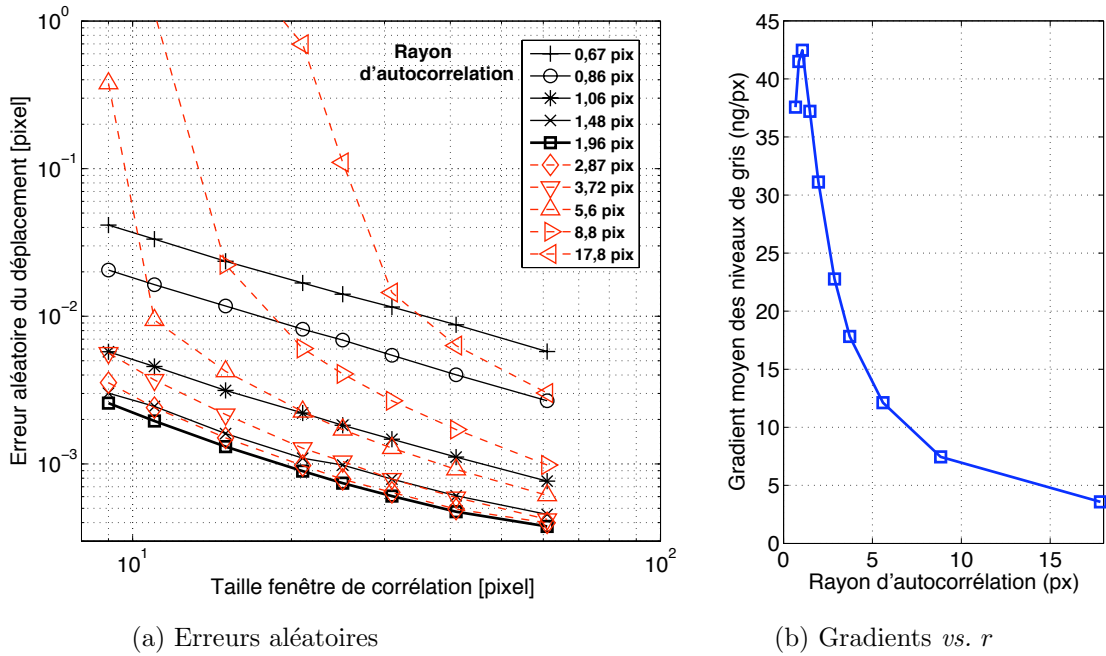 10^0
10^-1
10^-2
10^-3
10^1
10^2
Erreur aléatoire du déplacement [pixel]
Taille fenêtre de corrélation [pixel]
Rayon
d'autocorrelation
0,67 pix
0,86 pix
1,06 pix
1,48 pix
1,96 pix
2,87 pix
3,72 pix
5,6 pix
8,8 pix
17,8 pix
(a) Erreurs aléatoires
45
40
35
30
25
20
15
10
5
0
0
5
10
15
Gradient moyen des niveaux de gris (ng/px)
Rayon d'autocorrélation (px)
(b) Gradients vs. r